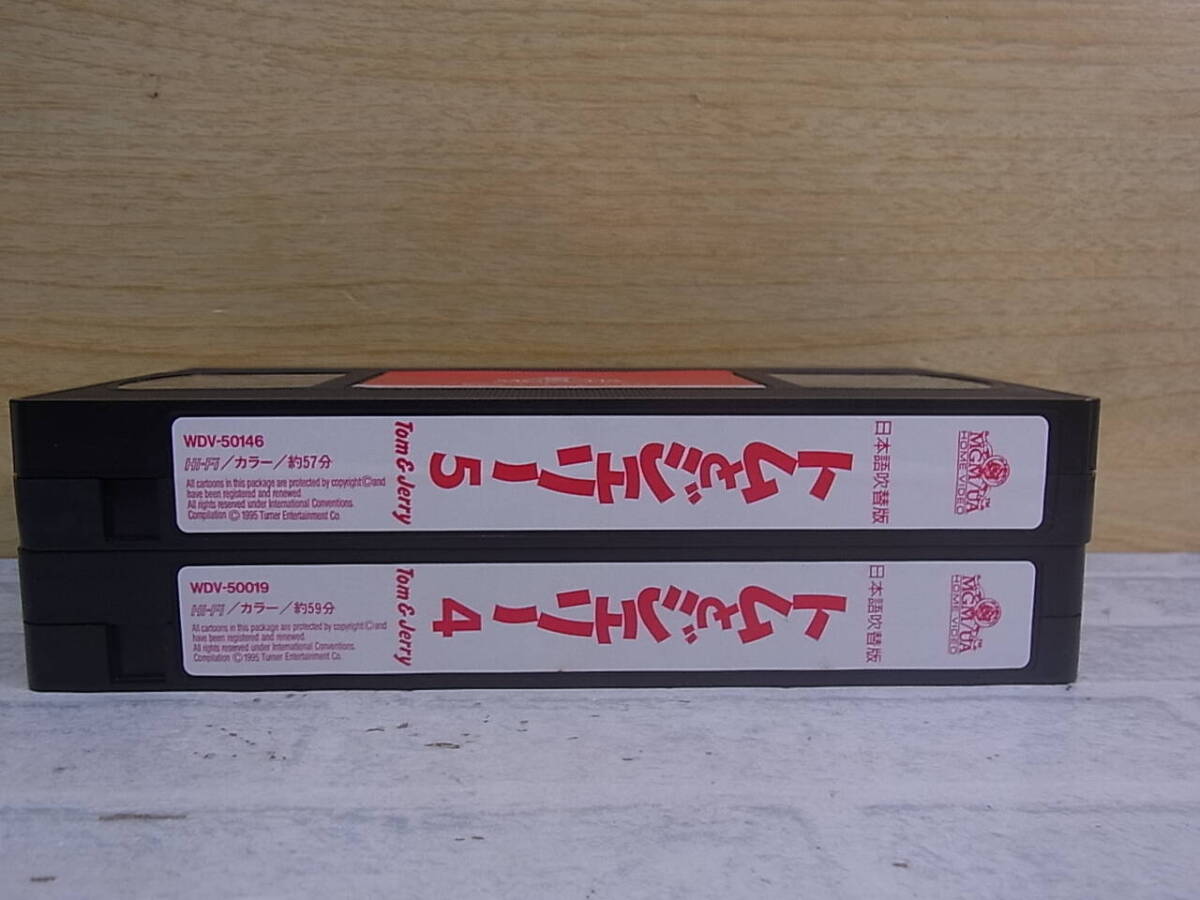 WDV-50146
Hi-Fi/カラー/約57分
All cartoons in this package are protected by copyright©and
have been registered and renewed.
All rights reserved under International Conventions.
Compilation ©1995 Turner Entertainment Co.
Tom & Jerry
トムとジェリー
5
日本語吹替版
MGM/UA
HOME VIDEO
TM
WDV-50019
Hi-Fi/カラー/約59分
All cartoons in this package are protected by copyright©and
have been registered and renewed.
All rights reserved under International Conventions.
Compilation ©1995 Turner Entertainment Co.
Tom & Jerry
トムとジェリー
4
日本語吹替版
MGM/UA
HOME VIDEO
TM